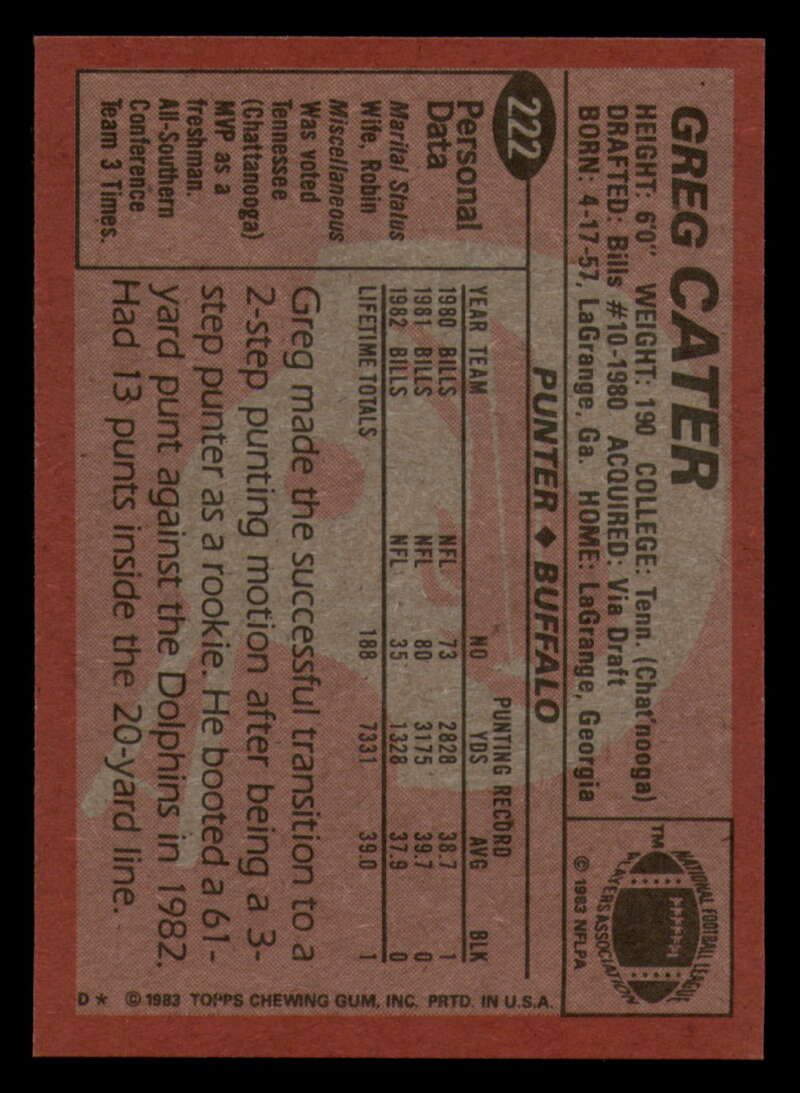 222
GREG CATER
HEIGHT: 6'0" WEIGHT: 190 COLLEGE: Tenn. (Chat'nooga)
DRAFTED: Bills #10-1980 ACQUIRED: Via Draft
BORN: 4-17-57, LaGrange, Ga. HOME: LaGrange, Georgia
TM
NATIONAL FOOTBALL LEAGUE
PLAYERS ASSOCIATION
© 1983 NFLPA
PUNTER ♦ BUFFALO
Personal
Data
Marital Status
Wife, Robin
Miscellaneous
Was voted
Tennessee
(Chattanooga)
MVP as a
freshman.
All-Southern
Conference
Team 3 Times.
PUNTING RECORD
YEAR TEAM NO YDS AVG BLK
1980 BILLS NFL 73 2828 38.7 1
1981 BILLS NFL 80 3175 39.7 0
1982 BILLS NFL 35 1328 37.9 0
LIFETIME TOTALS 188 7331 39.0 1
Greg made the successful transition to a
2-step punting motion after being a 3-
step punter as a rookie. He booted a 61-
yard punt against the Dolphins in 1982.
Had 13 punts inside the 20-yard line.
D* © 1983 TOPPS CHEWING GUM, INC. PRTD. IN U.S.A.